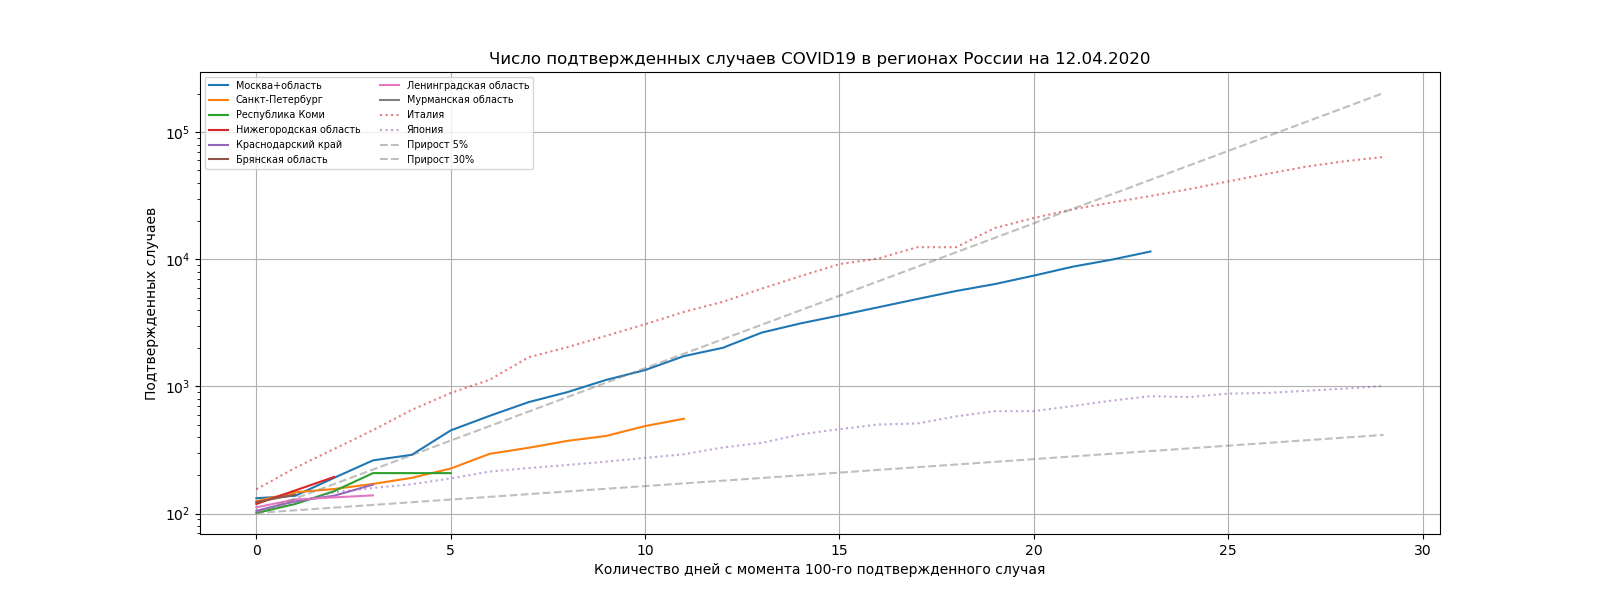 Число подтвержденных случаев COVID19 в регионах России на 12.04.2020
Москва+область
Санкт-Петербург
Республика Коми
Нижегородская область
Краснодарский край
Брянская область
Ленинградская область
Мурманская область
Италия
Япония
Прирост 5%
Прирост 30%
Подтвержденных случаев
10⁵
10⁴
10³
10²
0 5 10 15 20 25 30
Количество дней с момента 100-го подтвержденного случая